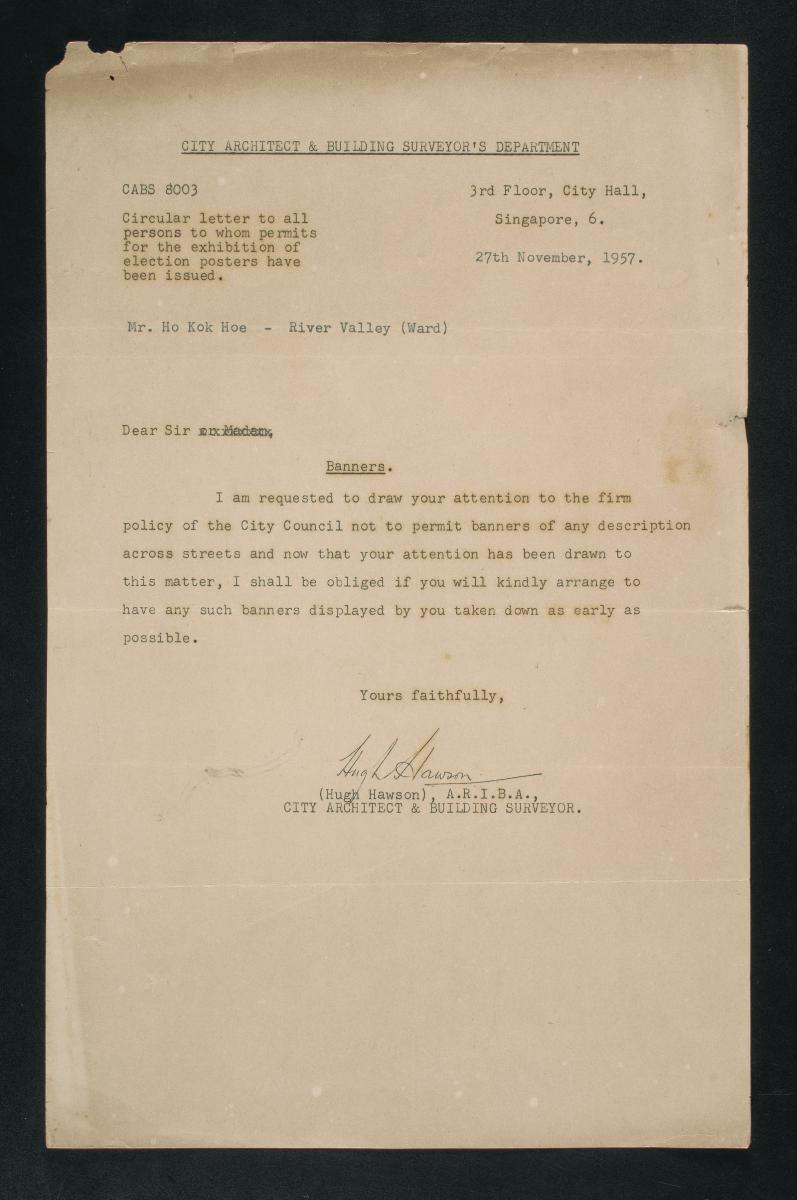 CITY ARCHITECT & BUILDING SURVEYOR'S DEPARTMENT
CABS 8003
3rd Floor, City Hall,
Singapore, 6.
27th November, 1957.
Circular letter to all
persons to whom permits
for the exhibition of
election posters have
been issued.
Mr. Ho Kok Hoe - River Valley (Ward)
Dear Sir or Madam,
Banners.
I am requested to draw your attention to the firm
policy of the City Council not to permit banners of any description
across streets and now that your attention has been drawn to
this matter, I shall be obliged if you will kindly arrange to
have any such banners displayed by you taken down as early as
possible.
Yours faithfully,
Hugh Hawson
(Hugh Hawson), A.R.I.B.A.,
CITY ARCHITECT & BUILDING SURVEYOR.